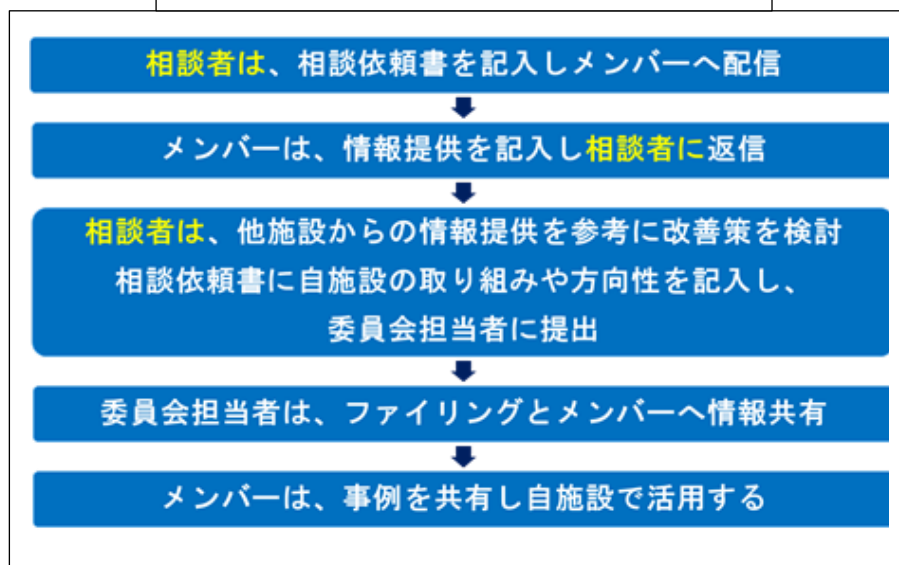 相談者は、相談依頼書を記入しメンバーへ配信
メンバーは、情報提供を記入し相談者に返信
相談者は、他施設からの情報提供を参考に改善策を検討
相談依頼書に自施設の取り組みや方向性を記入し、
委員会担当者に提出
委員会担当者は、ファイリングとメンバーへ情報共有
メンバーは、事例を共有し自施設で活用する